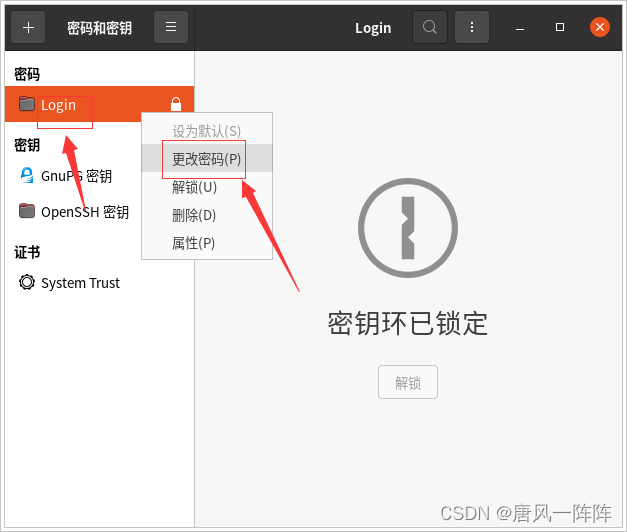 密码和密钥
Login
密码
Login
密钥
GnuPG 密钥
OpenSSH 密钥
证书
System Trust
设为默认(S)
更改密码(P)
解锁(U)
删除(D)
属性(P)
密钥环已锁定
解锁
CSDN @唐风一阵阵